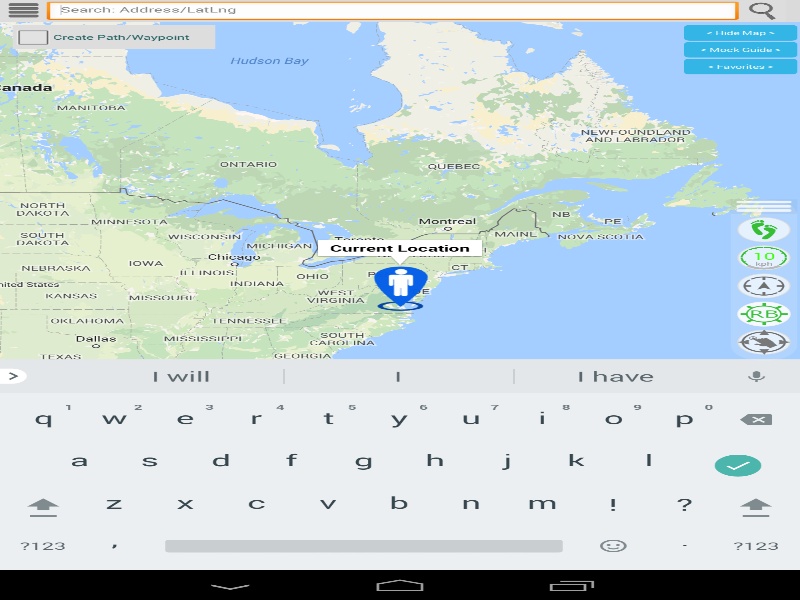 Search: Address/LatLng
Create Path/Waypoint
< Hide Map >
< Mock Guide >
< Favorites >
Hudson Bay
anada
MANITOBA
NEWFOUNDLAND
AND LABRADOR
ONTARIO
QUEBEC
NORTH
DAKOTA
MINNESOTA
Montreal
NB
PE
SOUTH
DAKOTA
WISCONSIN
MICHIGAN
Toronto
MAINE
NOVA SCOTIA
Current Location
NEBRASKA
IOWA
Chicago
ILLINOIS
INDIANA
OHIO
P
CT
nited States
KANSAS
MISSOURI
WEST
VIRGINIA
DE
10
kph
OKLAHOMA
TENNESSEE
RB
Dallas
MISSISSIPPI
SOUTH
CAROLINA
TEXAS
GEORGIA
> I will I I have
1 2 3 4 5 6 7 8 9 0
q w e r t y u i o p
a s d f g h j k l
z x c v b n m ! ?
?123 , . ?123